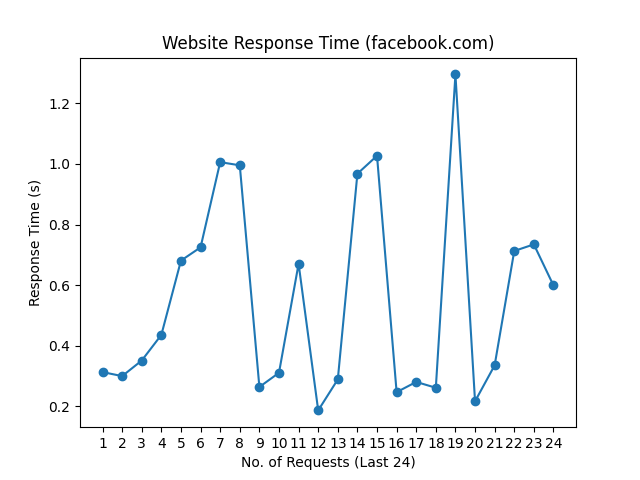 Website Response Time (facebook.com)
Response Time (s)
1.2
1.0
0.8
0.6
0.4
0.2
1 2 3 4 5 6 7 8 9 10 11 12 13 14 15 16 17 18 19 20 21 22 23 24
No. of Requests (Last 24)